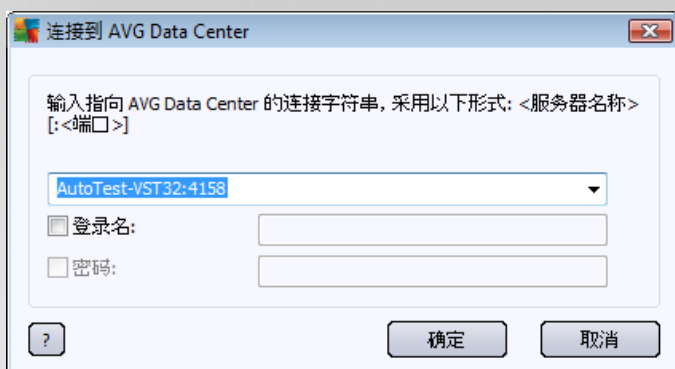 连接到 AVG Data Center
输入指向 AVG Data Center 的连接字符串, 采用以下形式: <服务器名称>
[:<端口>]
AutoTest-VST32:4158
登录名:
密码:
?
确定
取消